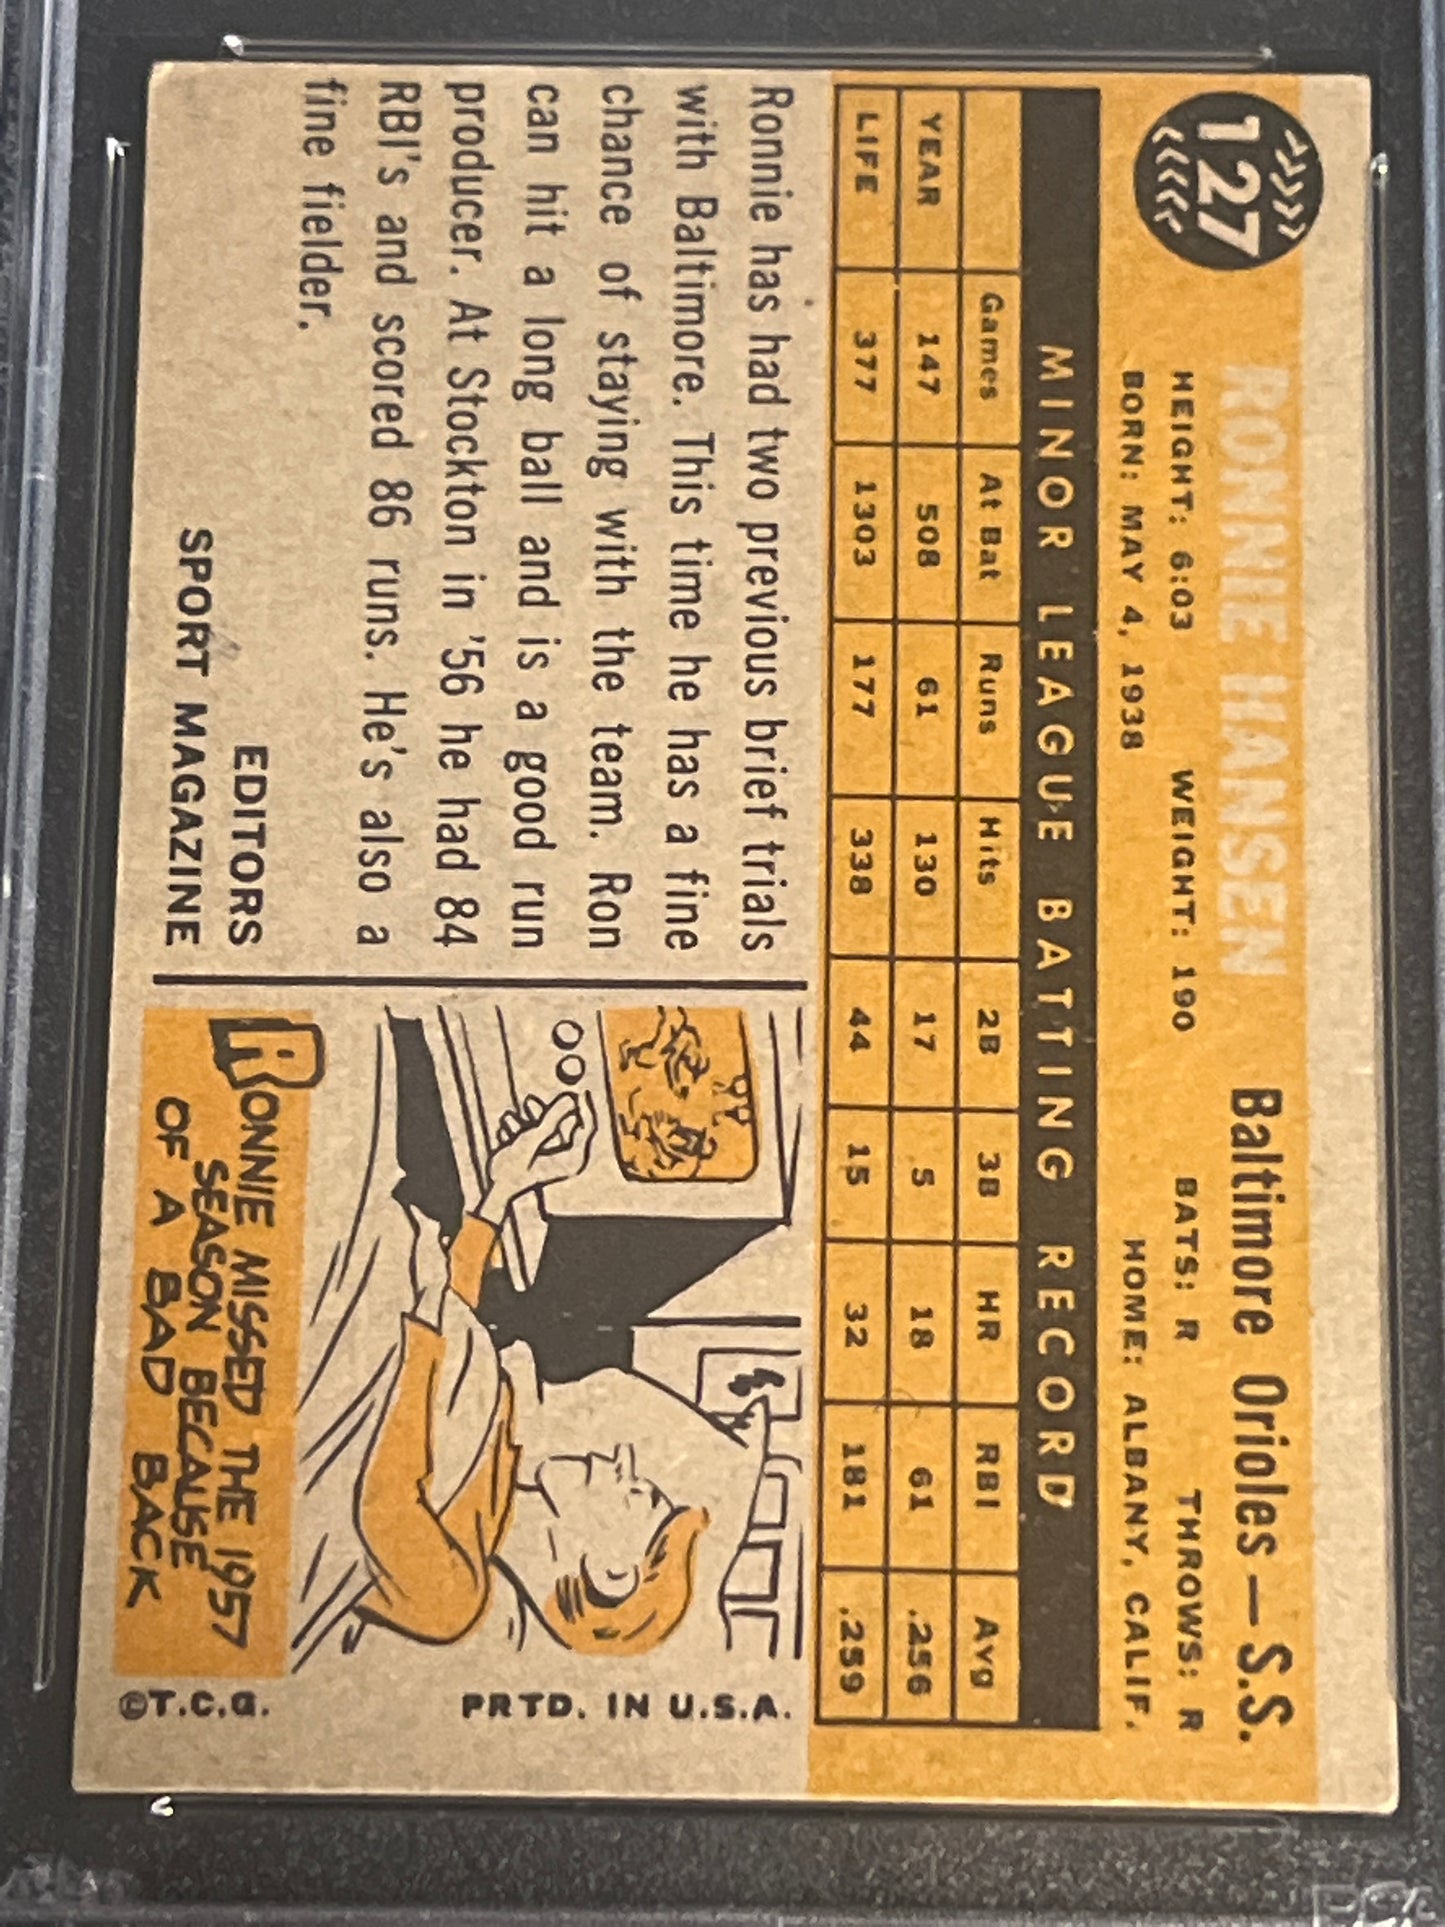 127
RONNIE HANSEN Baltimore Orioles—S.S.
HEIGHT: 6:03 WEIGHT: 190 BATS: R THROWS: R
BORN: MAY 4, 1938 HOME: ALBANY, CALIF.
MINOR LEAGUE BATTING RECORD
Games At Bat Runs Hits 2B 3B HR RBI Avg
YEAR 147 508 61 130 17 5 18 61 .256
LIFE 377 1303 177 338 44 15 32 181 .259
Ronnie has had two previous brief trials
with Baltimore. This time he has a fine
chance of staying with the team. Ron
can hit a long ball and is a good run
producer. At Stockton in '56 he had 84
RBI's and scored 86 runs. He's also a
fine fielder.
EDITORS
SPORT MAGAZINE
RONNIE MISSED THE 1957
SEASON BECAUSE
OF A BAD BACK
PRTD. IN U.S.A.
©T.C.G.